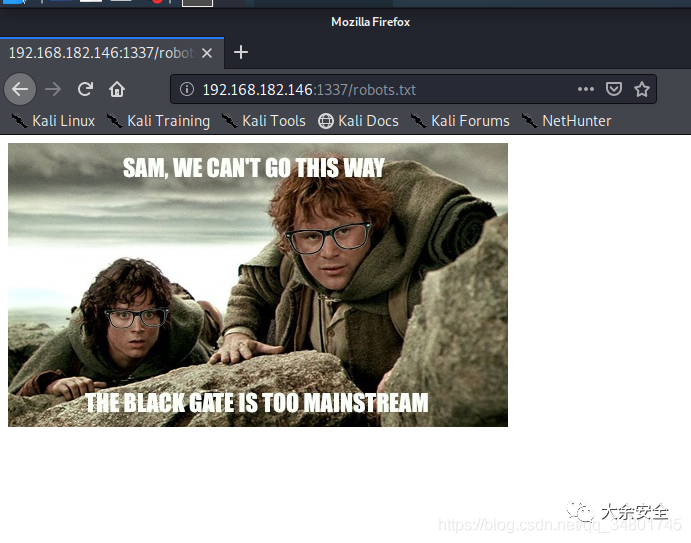 Mozilla Firefox
192.168.182.146:1337/robot
192.168.182.146:1337/robots.txt
Kali Linux Kali Training Kali Tools Kali Docs Kali Forums NetHunter
SAM, WE CAN'T GO THIS WAY
THE BLACK GATE IS TOO MAINSTREAM
大余安全
https://blog.csdn.net/qq_34801745